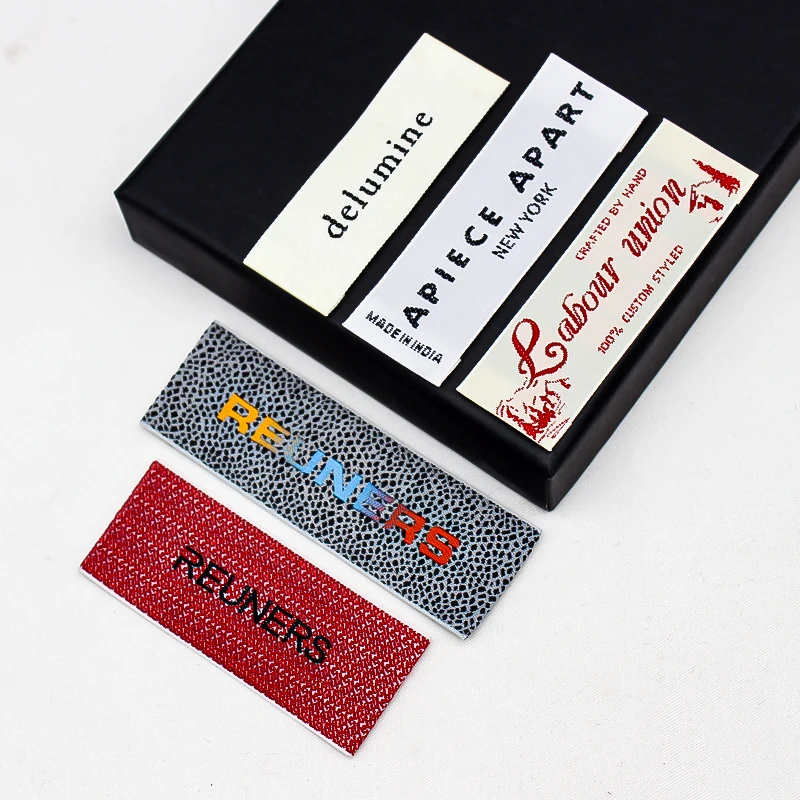 delumine
APIECE APART
NEW YORK
MADE IN INDIA
CRAFTED BY HAND
Labour union
100% CUSTOM STYLED
REUNERS
REUNERS